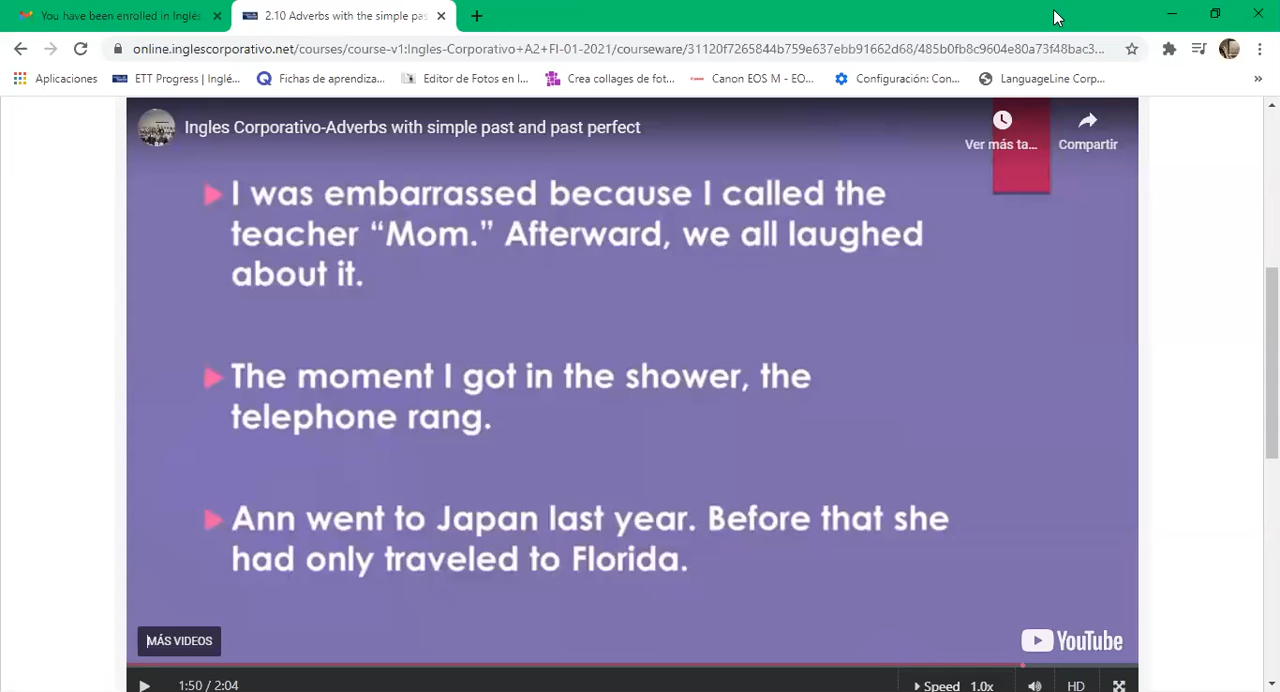 You have been enrolled in Inglés
2.10 Adverbs with the simple pas
online.inglescorporativo.net/courses/course-v1:Ingles-Corporativo+A2+FI-01-2021/courseware/31120f7265844b759e637ebb91662d68/485b0fb8c9604e80a73f48bac3...
Aplicaciones ETT Progress | Inglé... Fichas de aprendiza... Editor de Fotos en l... Crea collages de fot... Canon EOS M - EO... Configuración: Con... LanguageLine Corp... »
Ingles Corporativo-Adverbs with simple past and past perfect
Ver más ta... Compartir
I was embarrassed because I called the
teacher “Mom.” Afterward, we all laughed
about it.
The moment I got in the shower, the
telephone rang.
Ann went to Japan last year. Before that she
had only traveled to Florida.
MÁS VIDEOS
YouTube
1:50 / 2:04 Speed 1.0x HD